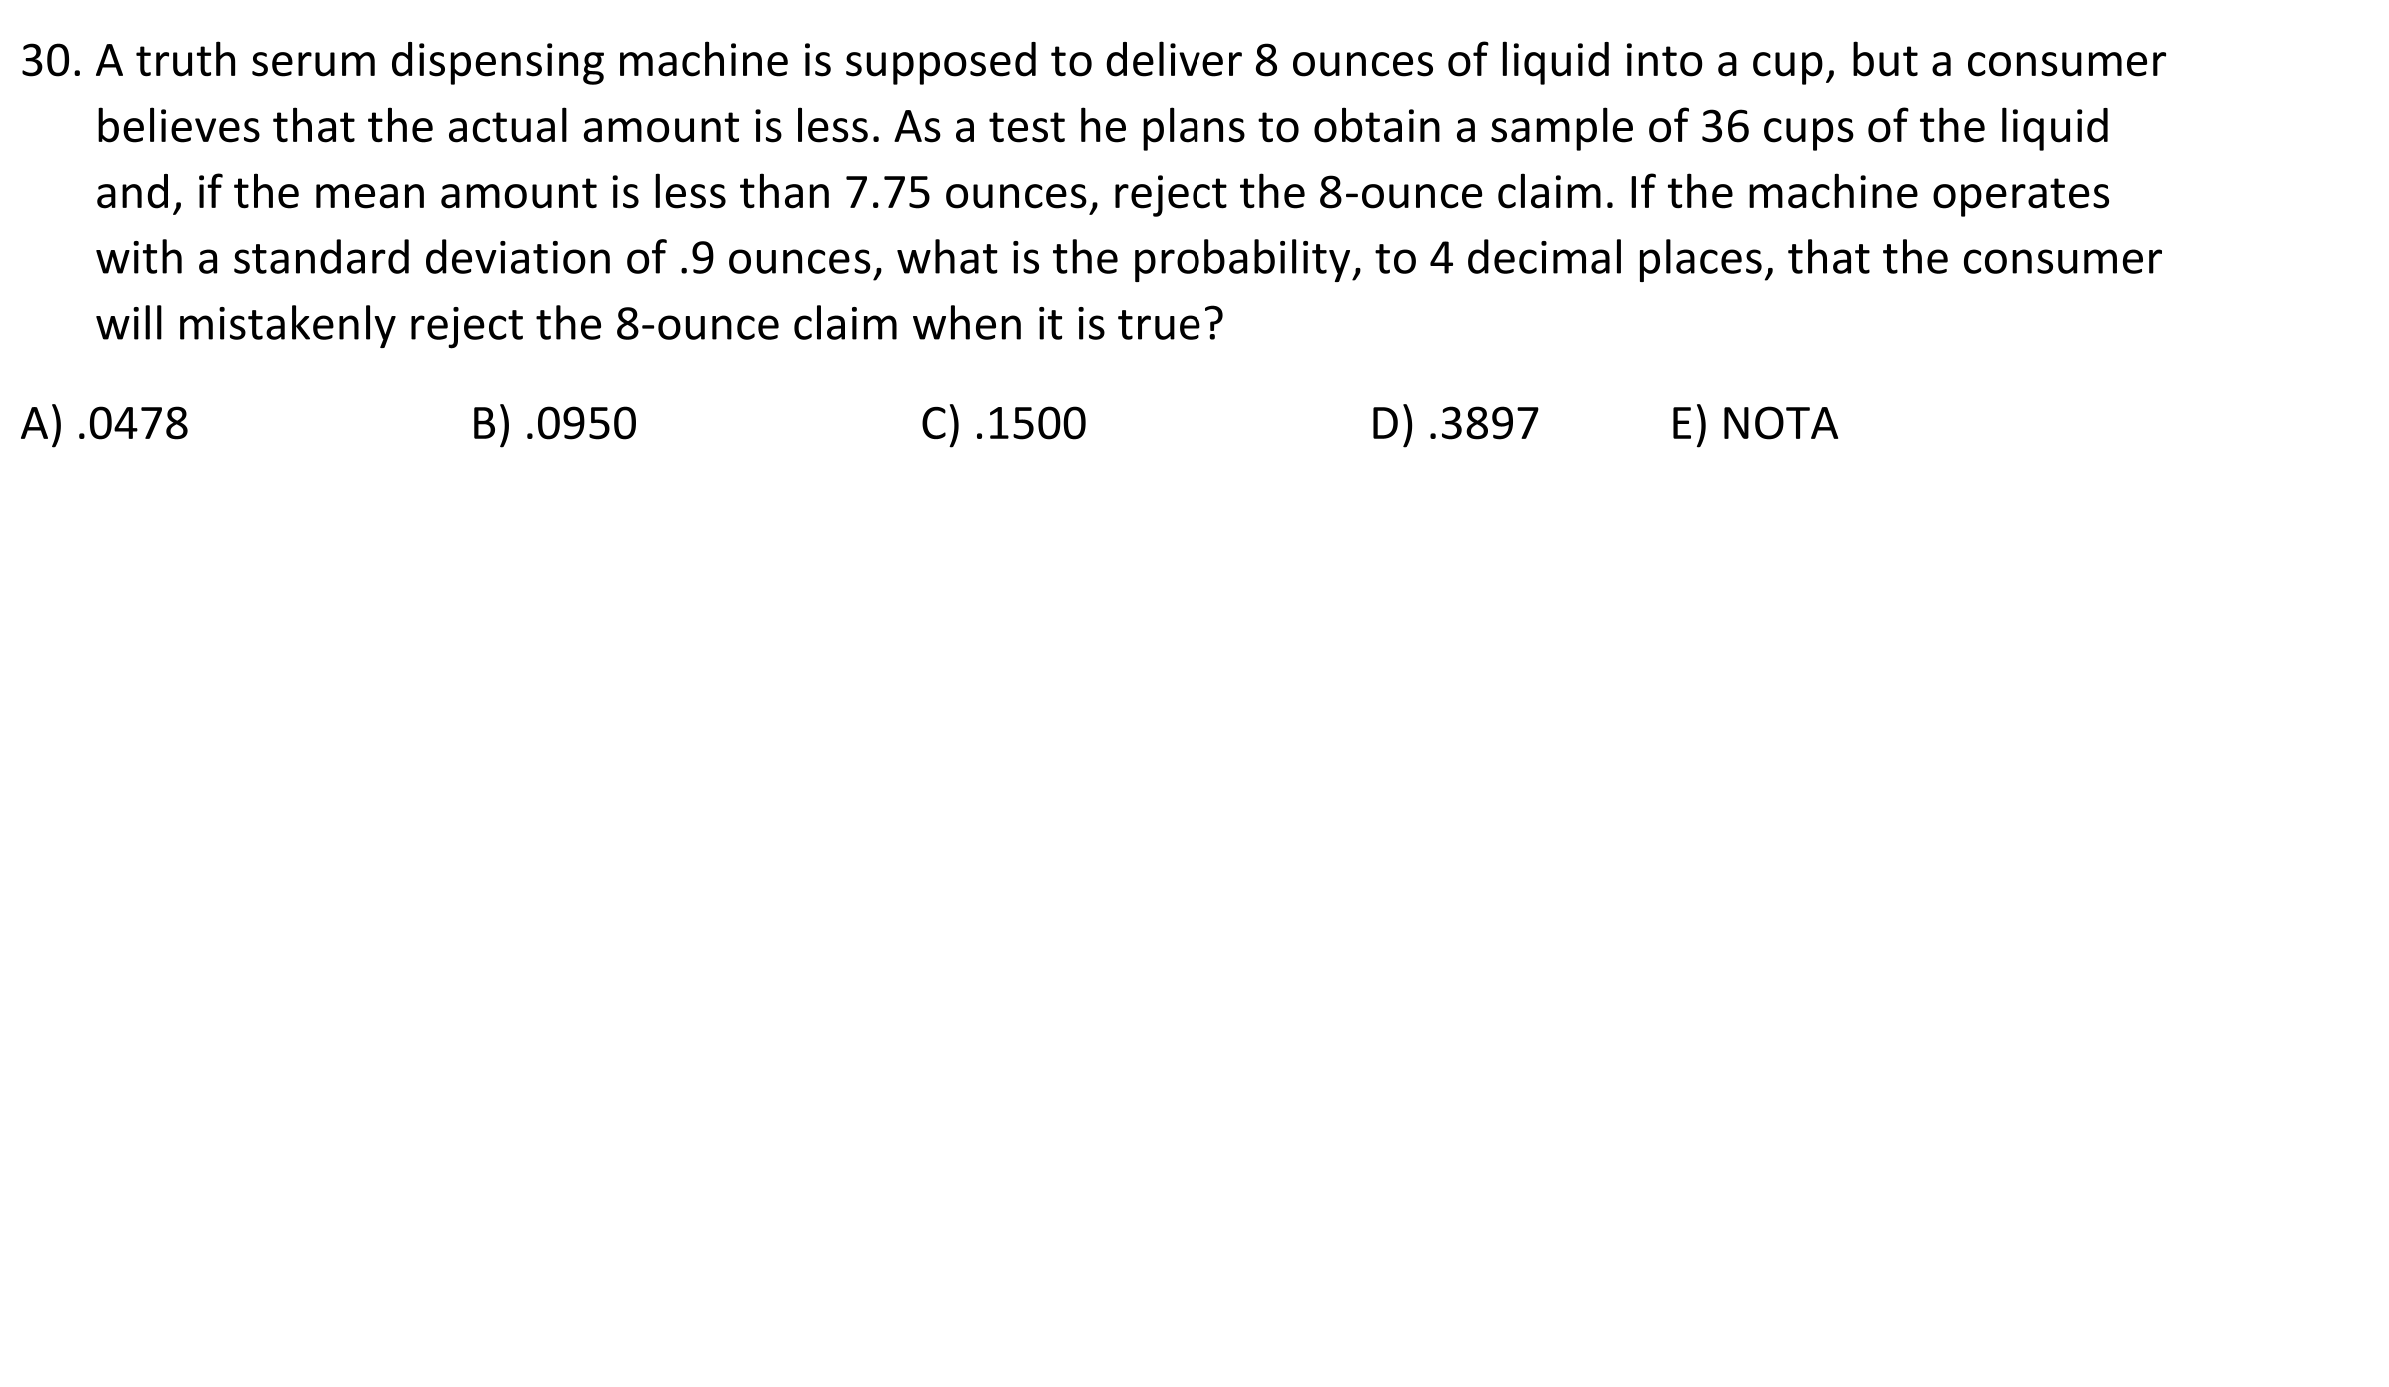 30. A truth serum dispensing machine is supposed to deliver 8 ounces of liquid into a cup, but a consumer
believes that the actual amount is less. As a test he plans to obtain a sample of 36 cups of the liquid
and, if the mean amount is less than 7.75 ounces, reject the 8-ounce claim. If the machine operates
with a standard deviation of .9 ounces, what is the probability, to 4 decimal places, that the consumer
will mistakenly reject the 8-ounce claim when it is true?
A) .0478 B) .0950 C) .1500 D) .3897 E) NOTA